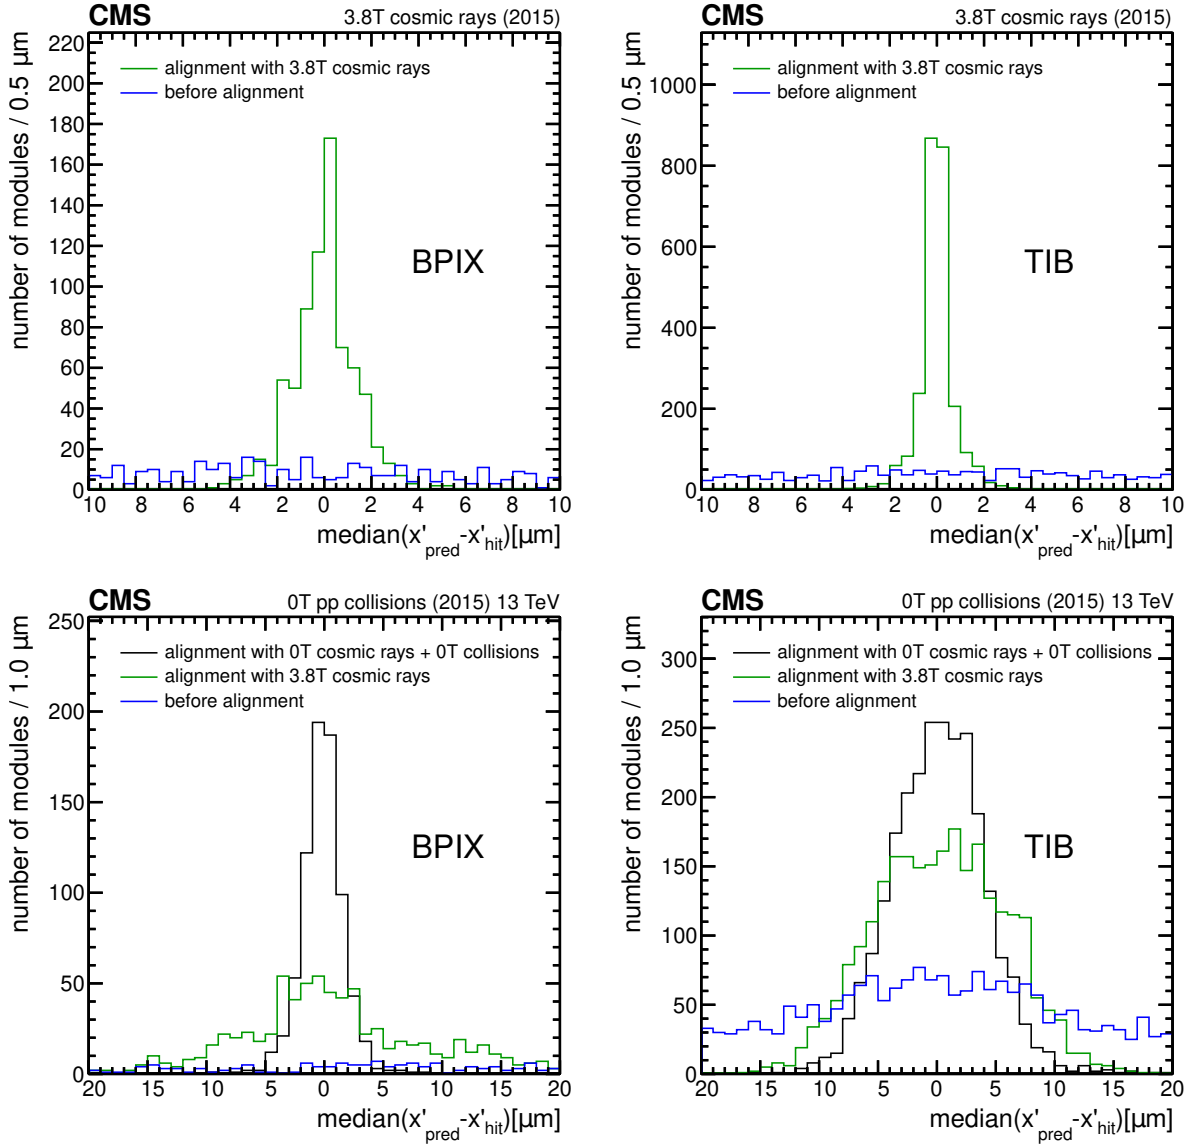 CMS
3.8T cosmic rays (2015)
number of modules / 0.5 µm
220
200
180
160
140
120
100
80
60
40
20
0
alignment with 3.8T cosmic rays
before alignment
BPIX
10 8 6 4 2 0 2 4 6 8 10
median(x'pred-x'hit)[µm]
CMS
3.8T cosmic rays (2015)
number of modules / 0.5 µm
1000
800
600
400
200
0
alignment with 3.8T cosmic rays
before alignment
TIB
10 8 6 4 2 0 2 4 6 8 10
median(x'pred-x'hit)[µm]
CMS
0T pp collisions (2015) 13 TeV
number of modules / 1.0 µm
250
200
150
100
50
0
alignment with 0T cosmic rays + 0T collisions
alignment with 3.8T cosmic rays
before alignment
BPIX
20 15 10 5 0 5 10 15 20
median(x'pred-x'hit)[µm]
CMS
0T pp collisions (2015) 13 TeV
number of modules / 1.0 µm
300
250
200
150
100
50
0
alignment with 0T cosmic rays + 0T collisions
alignment with 3.8T cosmic rays
before alignment
TIB
20 15 10 5 0 5 10 15 20
median(x'pred-x'hit)[µm]